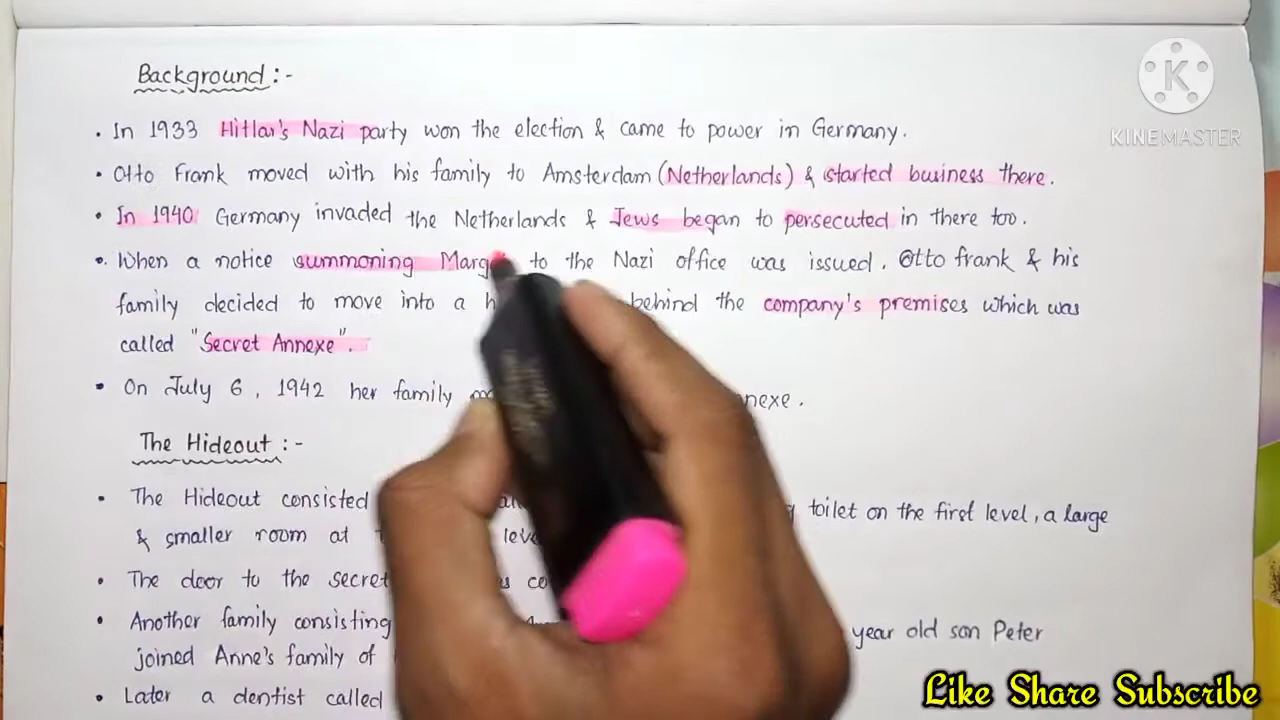 Background :-
KINEMASTER
. In 1933 Hitlar's Nazi party won the election & came to power in Germany.
• Otto Frank moved with his family to Amsterdam (Netherlands) & started business there.
• In 1940 Germany invaded the Netherlands & Jews began to persecuted in there too.
•. When a notice summoning to the Nazi office was issued. Otto frank & his
family decided to move into a behind the company's premises which was
called "Secret Annexe".
• On July 6, 1942 her family
The Hideout :-
• The Hideout consisted toilet on the first level, a large
& smaller room at
• The door to the secret
• Another family consisting year old son Peter
joined Anne's family of
• Later a dentist called
Like Share Subscribe